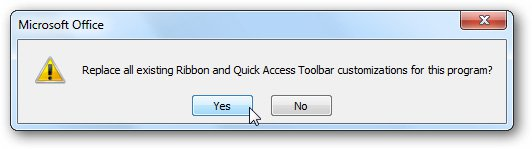 Microsoft Office
Replace all existing Ribbon and Quick Access Toolbar customizations for this program?
Yes
No